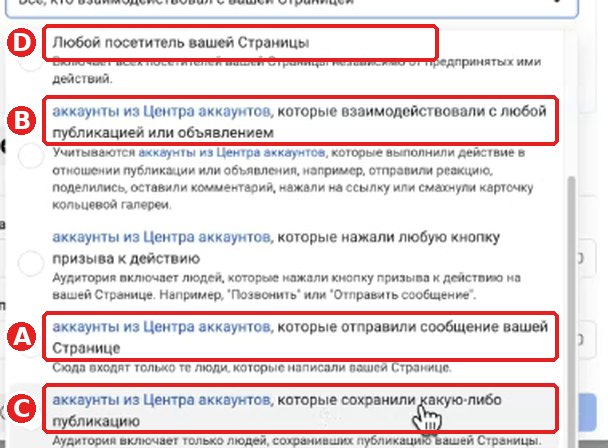 Все, кто взаимодействовал с вашей Страницей
D Любой посетитель вашей Страницы
Включает всех посетителей вашей Страницы независимо от предпринятых ими
действий.
B аккаунты из Центра аккаунтов, которые взаимодействовали с любой
публикацией или объявлением
Учитываются аккаунты из Центра аккаунтов, которые выполнили действие в
отношении публикации или объявления, например, отправили реакцию,
поделились, оставили комментарий, нажали на ссылку или смахнули карточку
кольцевой галереи.
аккаунты из Центра аккаунтов, которые нажали любую кнопку
призыва к действию
Аудитория включает людей, которые нажали кнопку призыва к действию на
вашей Странице. Например, "Позвонить" или "Отправить сообщение".
A аккаунты из Центра аккаунтов, которые отправили сообщение вашей
Странице
Сюда входят только те люди, которые написали вашей Странице.
C аккаунты из Центра аккаунтов, которые сохранили какую-либо
публикацию
Аудитория включает только людей, сохранивших публикацию вашей Страницы.